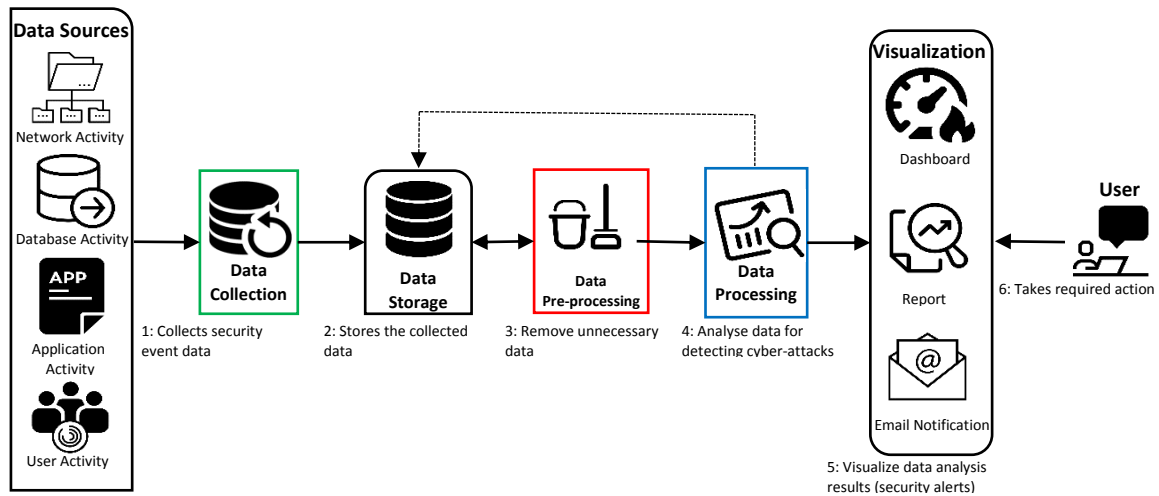 Data Sources
Network Activity
Database Activity
APP
Application
Activity
User Activity
Data
Collection
1: Collects security
event data
Data
Storage
2: Stores the collected
data
Data
Pre-processing
3: Remove unnecessary
data
Data
Processing
4: Analyse data for
detecting cyber-attacks
Visualization
Dashboard
Report
@
Email Notification
5: Visualize data analysis
results (security alerts)
User
6: Takes required action